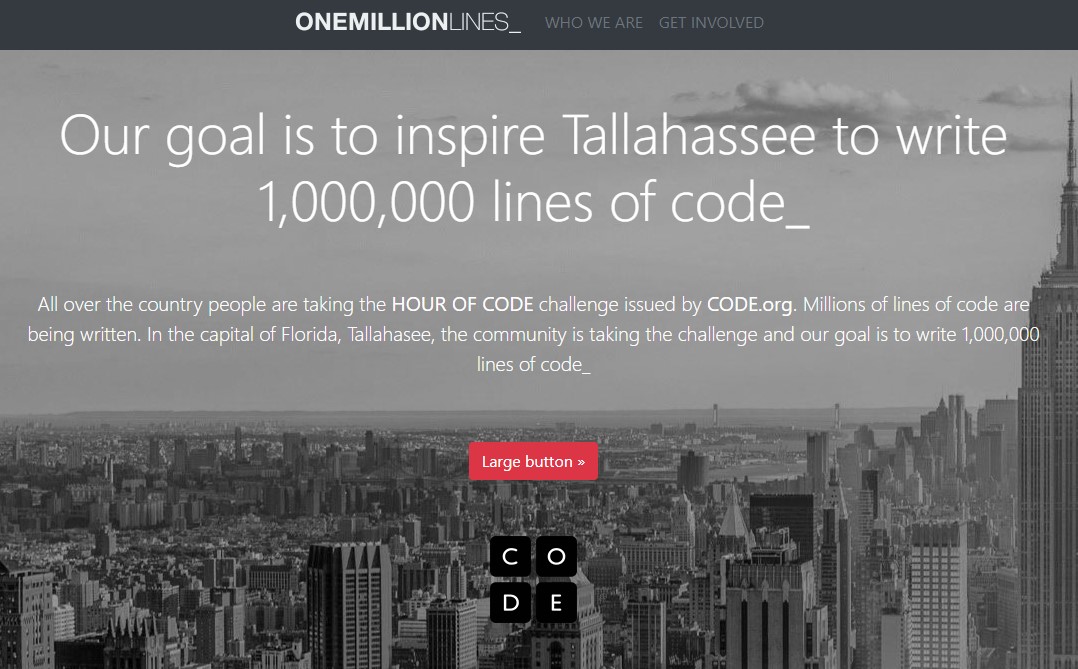 ONEMILLIONLINES_ WHO WE ARE GET INVOLVED
Our goal is to inspire Tallahassee to write
1,000,000 lines of code_
All over the country people are taking the HOUR OF CODE challenge issued by CODE.org. Millions of lines of code are
being written. In the capital of Florida, Tallahasee, the community is taking the challenge and our goal is to write 1,000,000
lines of code_
Large button »
C O
D E